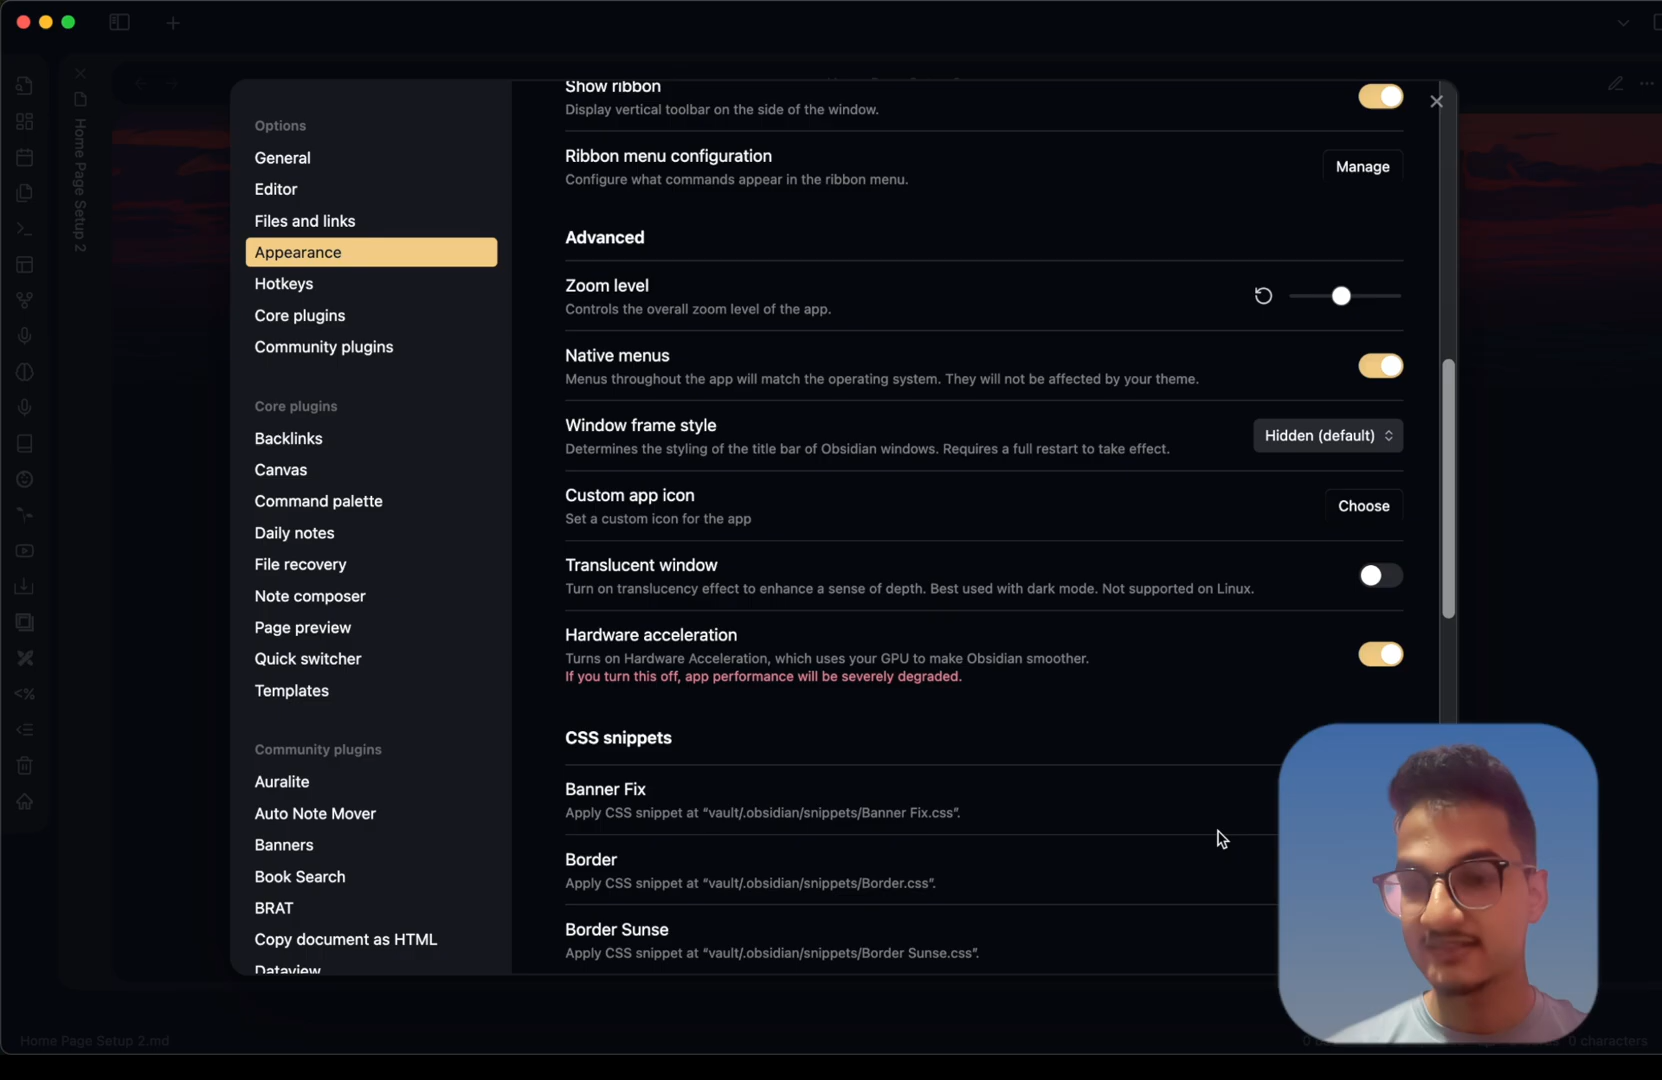 Home Page Setup 2
Options
General
Editor
Files and links
Appearance
Hotkeys
Core plugins
Community plugins
Core plugins
Backlinks
Canvas
Command palette
Daily notes
File recovery
Note composer
Page preview
Quick switcher
Templates
Community plugins
Auralite
Auto Note Mover
Banners
Book Search
BRAT
Copy document as HTML
Dataview
Show ribbon
Display vertical toolbar on the side of the window.
Ribbon menu configuration
Configure what commands appear in the ribbon menu.
Manage
Advanced
Zoom level
Controls the overall zoom level of the app.
Native menus
Menus throughout the app will match the operating system. They will not be affected by your theme.
Window frame style
Determines the styling of the title bar of Obsidian windows. Requires a full restart to take effect.
Hidden (default)
Custom app icon
Set a custom icon for the app
Choose
Translucent window
Turn on translucency effect to enhance a sense of depth. Best used with dark mode. Not supported on Linux.
Hardware acceleration
Turns on Hardware Acceleration, which uses your GPU to make Obsidian smoother.
If you turn this off, app performance will be severely degraded.
CSS snippets
Banner Fix
Apply CSS snippet at “vault/.obsidian/snippets/Banner Fix.css”.
Border
Apply CSS snippet at “vault/.obsidian/snippets/Border.css”.
Border Sunse
Apply CSS snippet at “vault/.obsidian/snippets/Border Sunse.css”.
Home Page Setup 2.md
0 characters